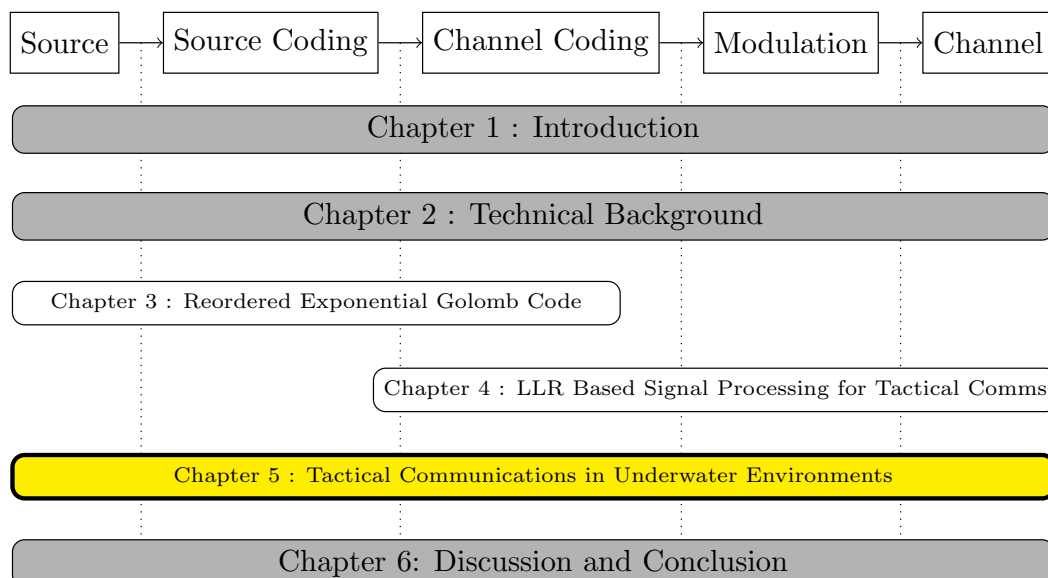 Source Source Coding Channel Coding Modulation Channel
Chapter 1 : Introduction
Chapter 2 : Technical Background
Chapter 3 : Reordered Exponential Golomb Code
Chapter 4 : LLR Based Signal Processing for Tactical Comms
Chapter 5 : Tactical Communications in Underwater Environments
Chapter 6: Discussion and Conclusion